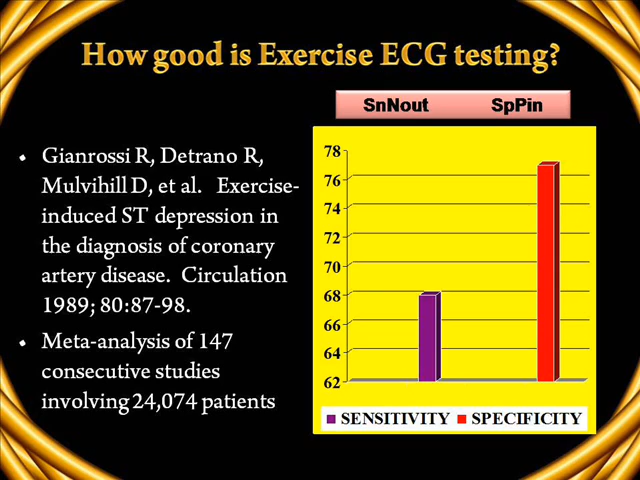 How good is Exercise ECG testing?
SnNout SpPin
• Gianrossi R, Detrano R,
Mulvihill D, et al. Exercise-
induced ST depression in
the diagnosis of coronary
artery disease. Circulation
1989; 80:87-98.
• Meta-analysis of 147
consecutive studies
involving 24,074 patients
78
76
74
72
70
68
66
64
62
SENSITIVITY SPECIFICITY